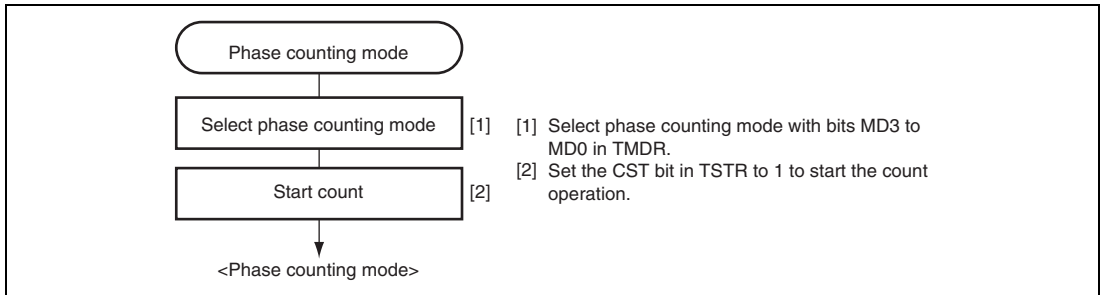 Phase counting mode
Select phase counting mode [1]
Start count [2]
<Phase counting mode>
[1] Select phase counting mode with bits MD3 to
MD0 in TMDR.
[2] Set the CST bit in TSTR to 1 to start the count
operation.